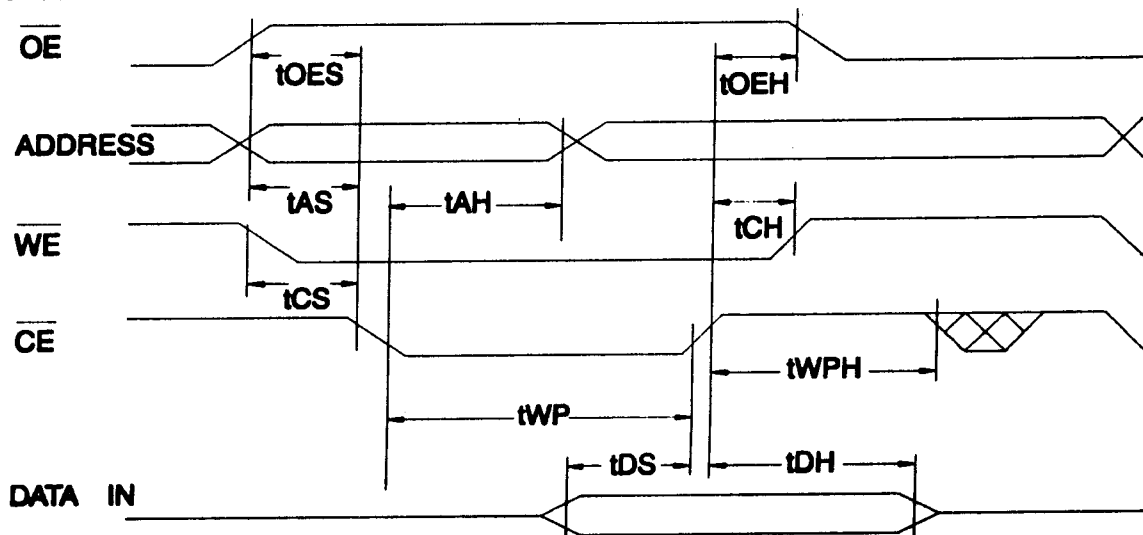 OE
tOES
tOEH
ADDRESS
tAS
tAH
tCH
WE
tCS
CE
tWPH
tWP
tDS
tDH
DATA IN